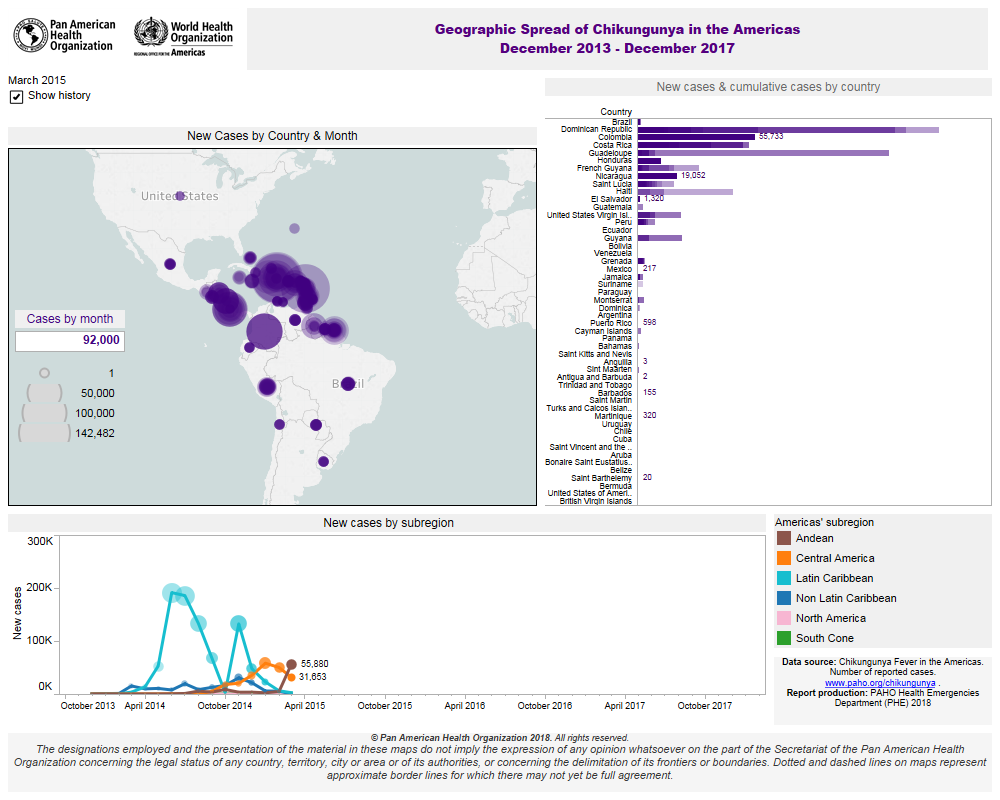 Pan American
Health
Organization
World Health
Organization
REGIONAL OFFICE FOR THE Americas
Geographic Spread of Chikungunya in the Americas
December 2013 - December 2017
March 2015
Show history
New Cases by Country & Month
United States
Brazil
Cases by month
92,000
1
50,000
100,000
142,482
New cases & cumulative cases by country
Country
Brazil
Dominican Republic
Colombia 55,733
Costa Rica
Guadeloupe
Honduras
French Guyana
Nicaragua 19,052
Saint Lucia
Haiti
El Salvador 1,320
Guatemala
United States Virgin Isl..
Peru
Ecuador
Guyana
Bolivia
Venezuela
Grenada
Mexico 217
Jamaica
Suriname
Paraguay
Montserrat
Dominica
Argentina
Puerto Rico 598
Cayman Islands
Panama
Bahamas
Saint Kitts and Nevis
Anguilla 3
Sint Maarten
Antigua and Barbuda 2
Trinidad and Tobago
Barbados 155
Saint Martin
Turks and Caicos Islan..
Martinique 320
Uruguay
Chile
Cuba
Saint Vincent and the ..
Aruba
Bonaire Saint Eustatius..
Belize
Saint Barthelemy 20
Bermuda
United States of Ameri..
British Virgin Islands
New cases by subregion
New cases
300K
200K
100K
0K
55,880
31,653
October 2013 April 2014 October 2014 April 2015 October 2015 April 2016 October 2016 April 2017 October 2017
Americas' subregion
Andean
Central America
Latin Caribbean
Non Latin Caribbean
North America
South Cone
Data source: Chikungunya Fever in the Americas.
Number of reported cases.
www.paho.org/chikungunya .
Report production: PAHO Health Emergencies
Department (PHE) 2018
© Pan American Health Organization 2018. All rights reserved.
The designations employed and the presentation of the material in these maps do not imply the expression of any opinion whatsoever on the part of the Secretariat of the Pan American Health
Organization concerning the legal status of any country, territory, city or area or of its authorities, or concerning the delimitation of its frontiers or boundaries. Dotted and dashed lines on maps represent
approximate border lines for which there may not yet be full agreement.